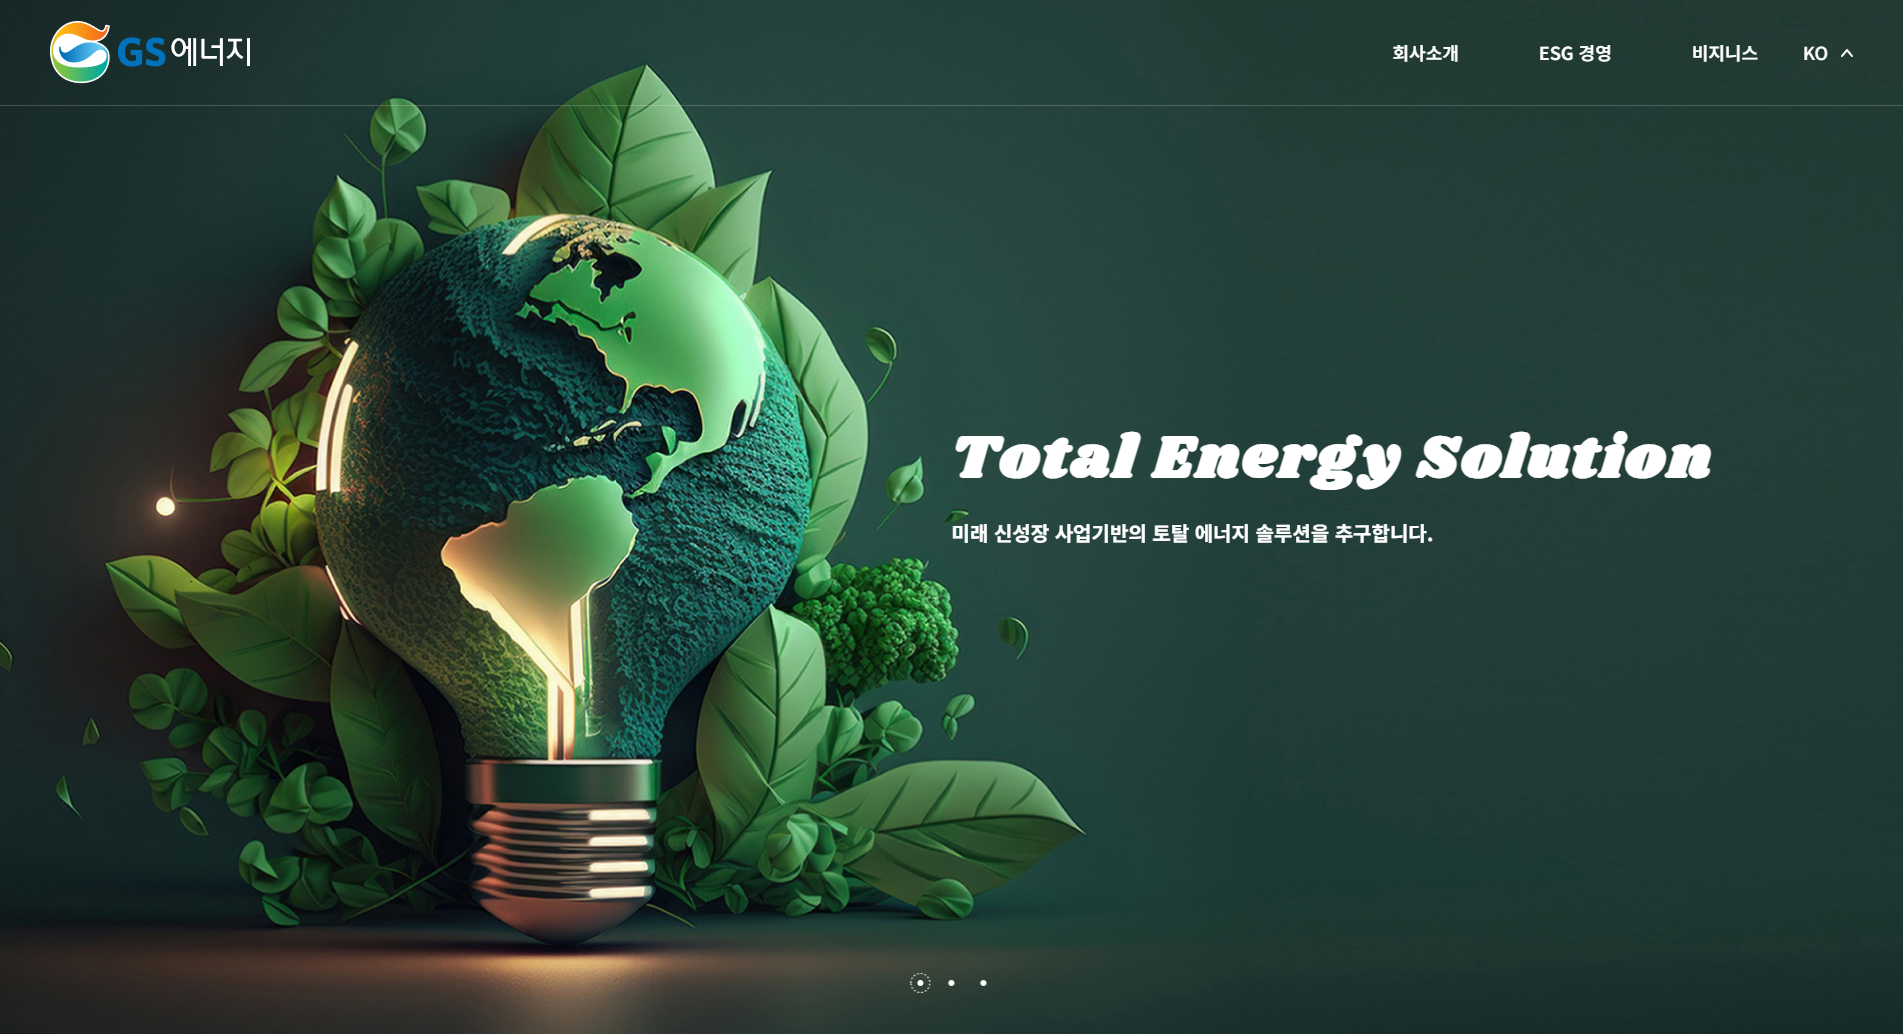 GS 에너지
회사소개 ESG 경영 비지니스 KO
Total Energy Solution
미래 신성장 사업기반의 토탈 에너지 솔루션을 추구합니다.